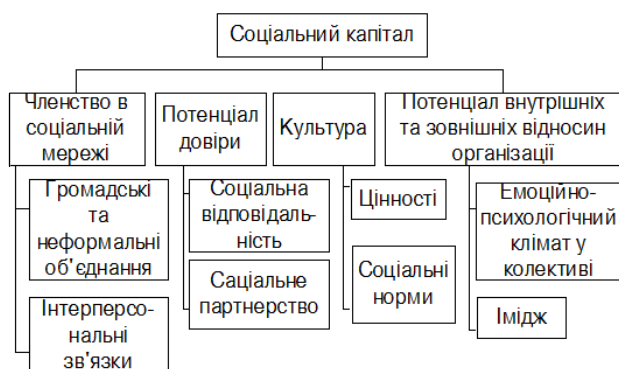 Соціальний капітал
Членство в
соціальній
мережі
Потенціал
довіри
Культура
Потенціал внутрішніх
та зовнішніх відносин
організації
Громадські
та
неформальні
об'єднання
Інтерперсо-
нальні
зв'язки
Соціальна
відповідаль-
ність
Саціальне
партнерство
Цінності
Соціальні
норми
Емоційно-
психологічний
клімат у
колективі
Імідж